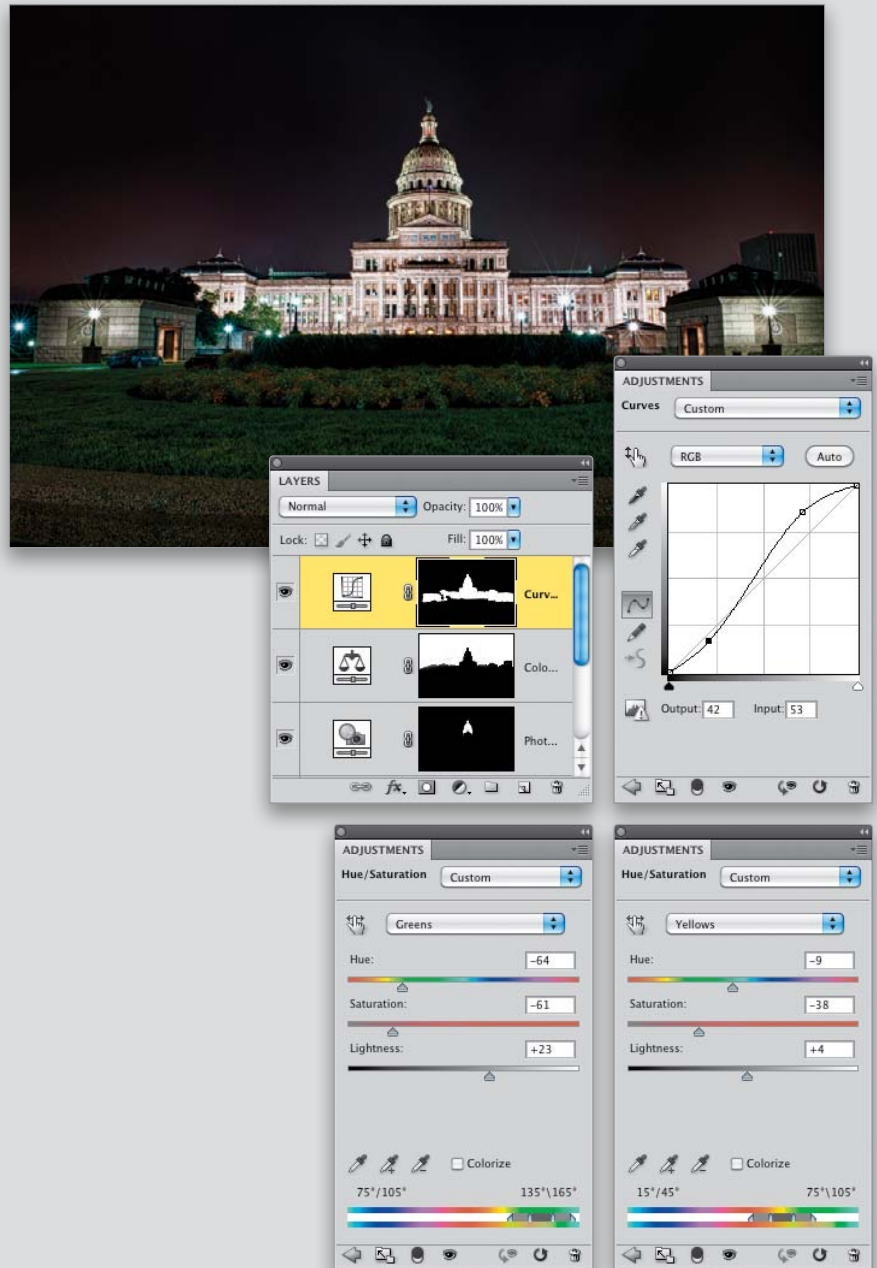 ADJUSTMENTS
Curves Custom
RGB Auto
Output: 42 Input: 53
LAYERS
Normal Opacity: 100%
Lock: Fill: 100%
Curv...
Colo...
Phot...
fx.
ADJUSTMENTS
Hue/Saturation Custom
Greens
Hue: -64
Saturation: -61
Lightness: +23
Colorize
75°/105° 135°\165°
ADJUSTMENTS
Hue/Saturation Custom
Yellows
Hue: -9
Saturation: -38
Lightness: +4
Colorize
15°/45° 75°\105°